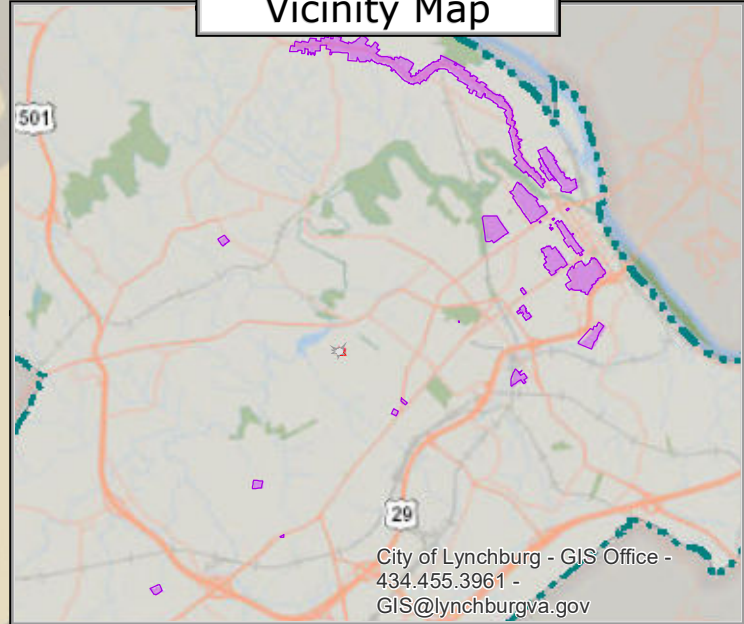 Vicinity Map
501
29
City of Lynchburg - GIS Office -
434.455.3961 -
GIS@lynchburgva.gov